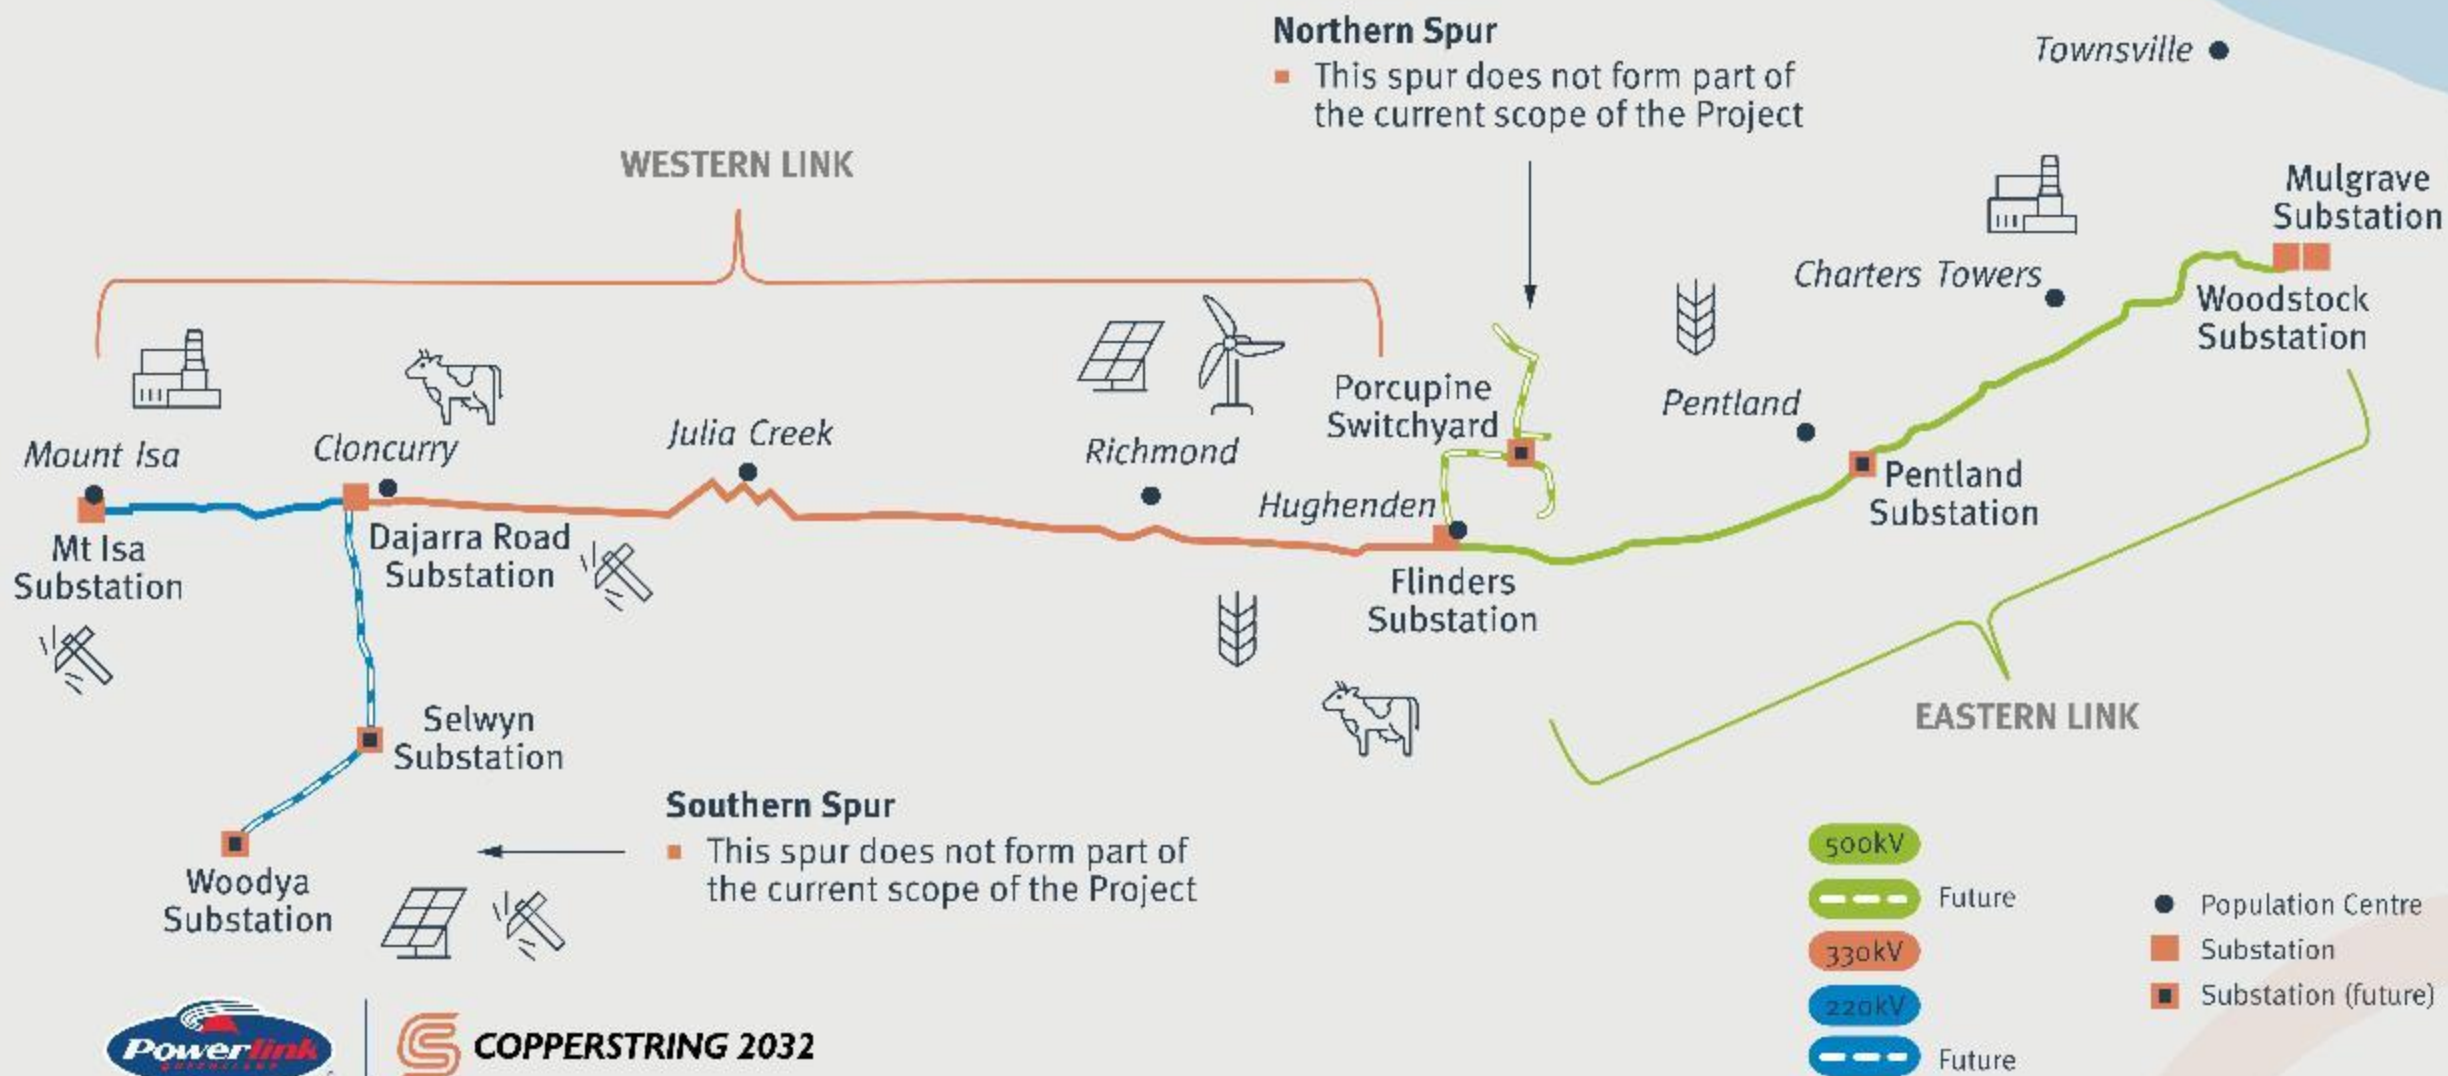 Northern Spur
This spur does not form part of
the current scope of the Project
Townsville
WESTERN LINK
Mulgrave
Substation
Charters Towers
Woodstock
Substation
Porcupine
Switchyard
Pentland
Mount Isa
Cloncurry
Julia Creek
Richmond
Hughenden
Pentland
Substation
Mt Isa
Substation
Dajarra Road
Substation
Flinders
Substation
EASTERN LINK
Selwyn
Substation
Southern Spur
This spur does not form part of
the current scope of the Project
Woodya
Substation
500kV
Future
330kV
220kV
Future
Population Centre
Substation
Substation (future)
Powerlink
QUEENSLAND
COPPERSTRING 2032